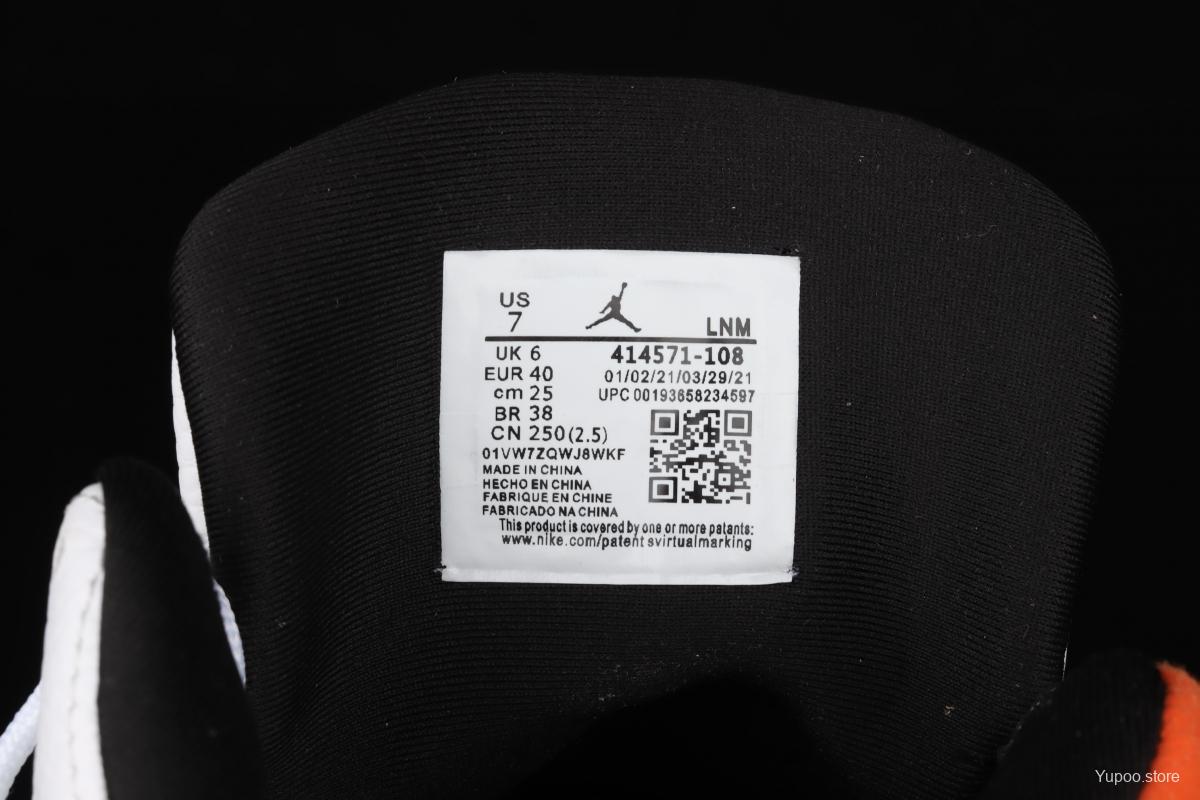 US
7
LNM
UK 6
414571-108
EUR 40
01/02/21/03/29/21
cm 25
UPC 00193658234597
BR 38
CN 250(2.5)
01VW7ZQWJ8WKF
MADE IN CHINA
HECHO EN CHINA
FABRIQUE EN CHINE
FABRICADO NA CHINA
This product is covered by one or more patants:
www.nike.com/patent svirtualmarking
Yupoo.store